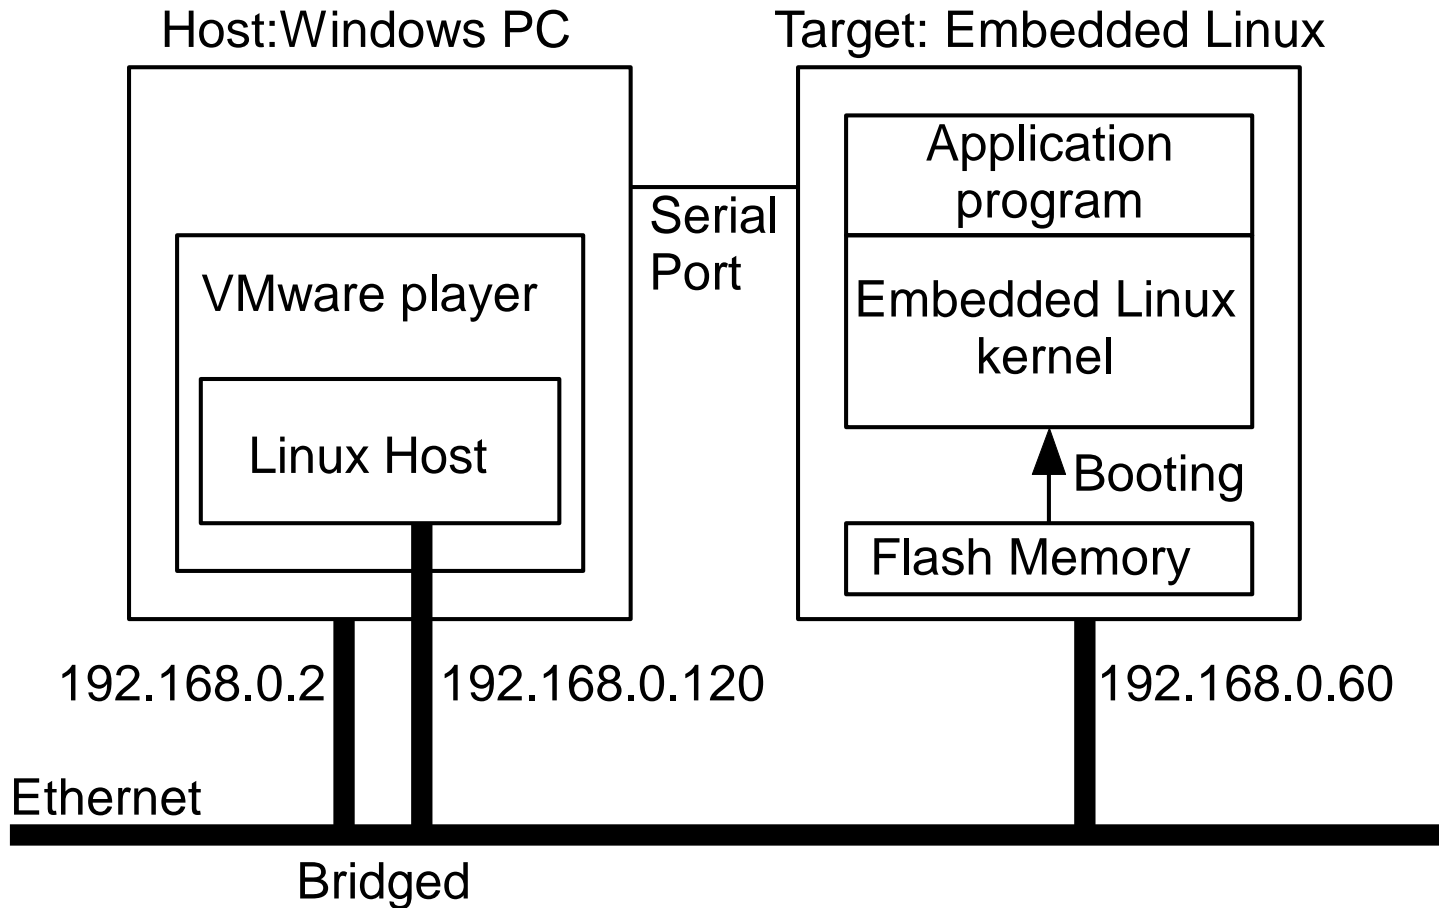 Host:Windows PC
Target: Embedded Linux
Application
program
Serial
Port
VMware player
Embedded Linux
kernel
Linux Host
Booting
Flash Memory
192.168.0.2
192.168.0.120
192.168.0.60
Ethernet
Bridged